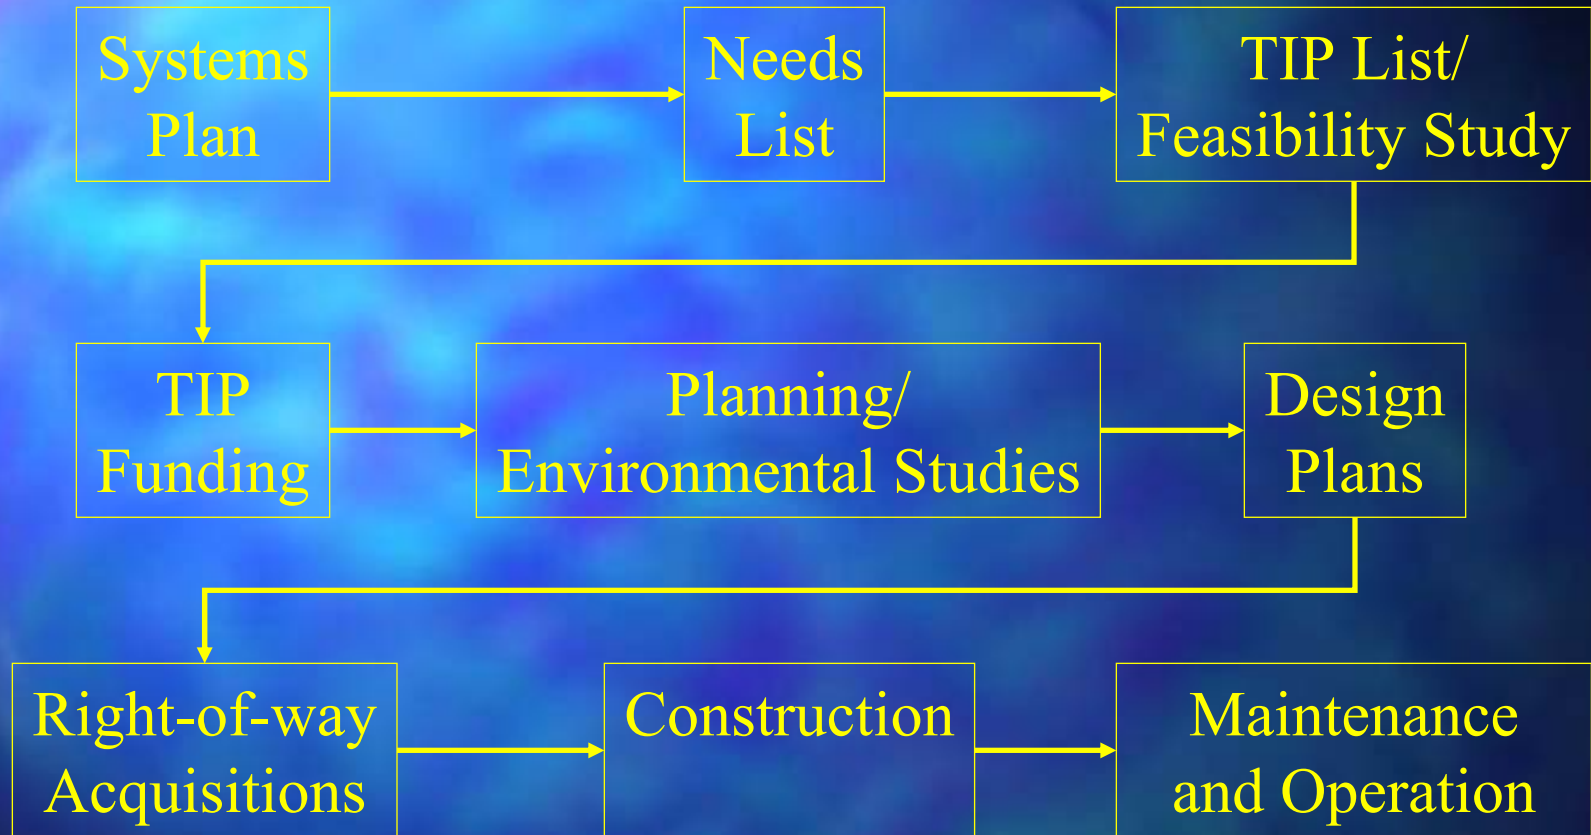 Systems
Plan
Needs
List
TIP List/
Feasibility Study
TIP
Funding
Planning/
Environmental Studies
Design
Plans
Right-of-way
Acquisitions
Construction
Maintenance
and Operation